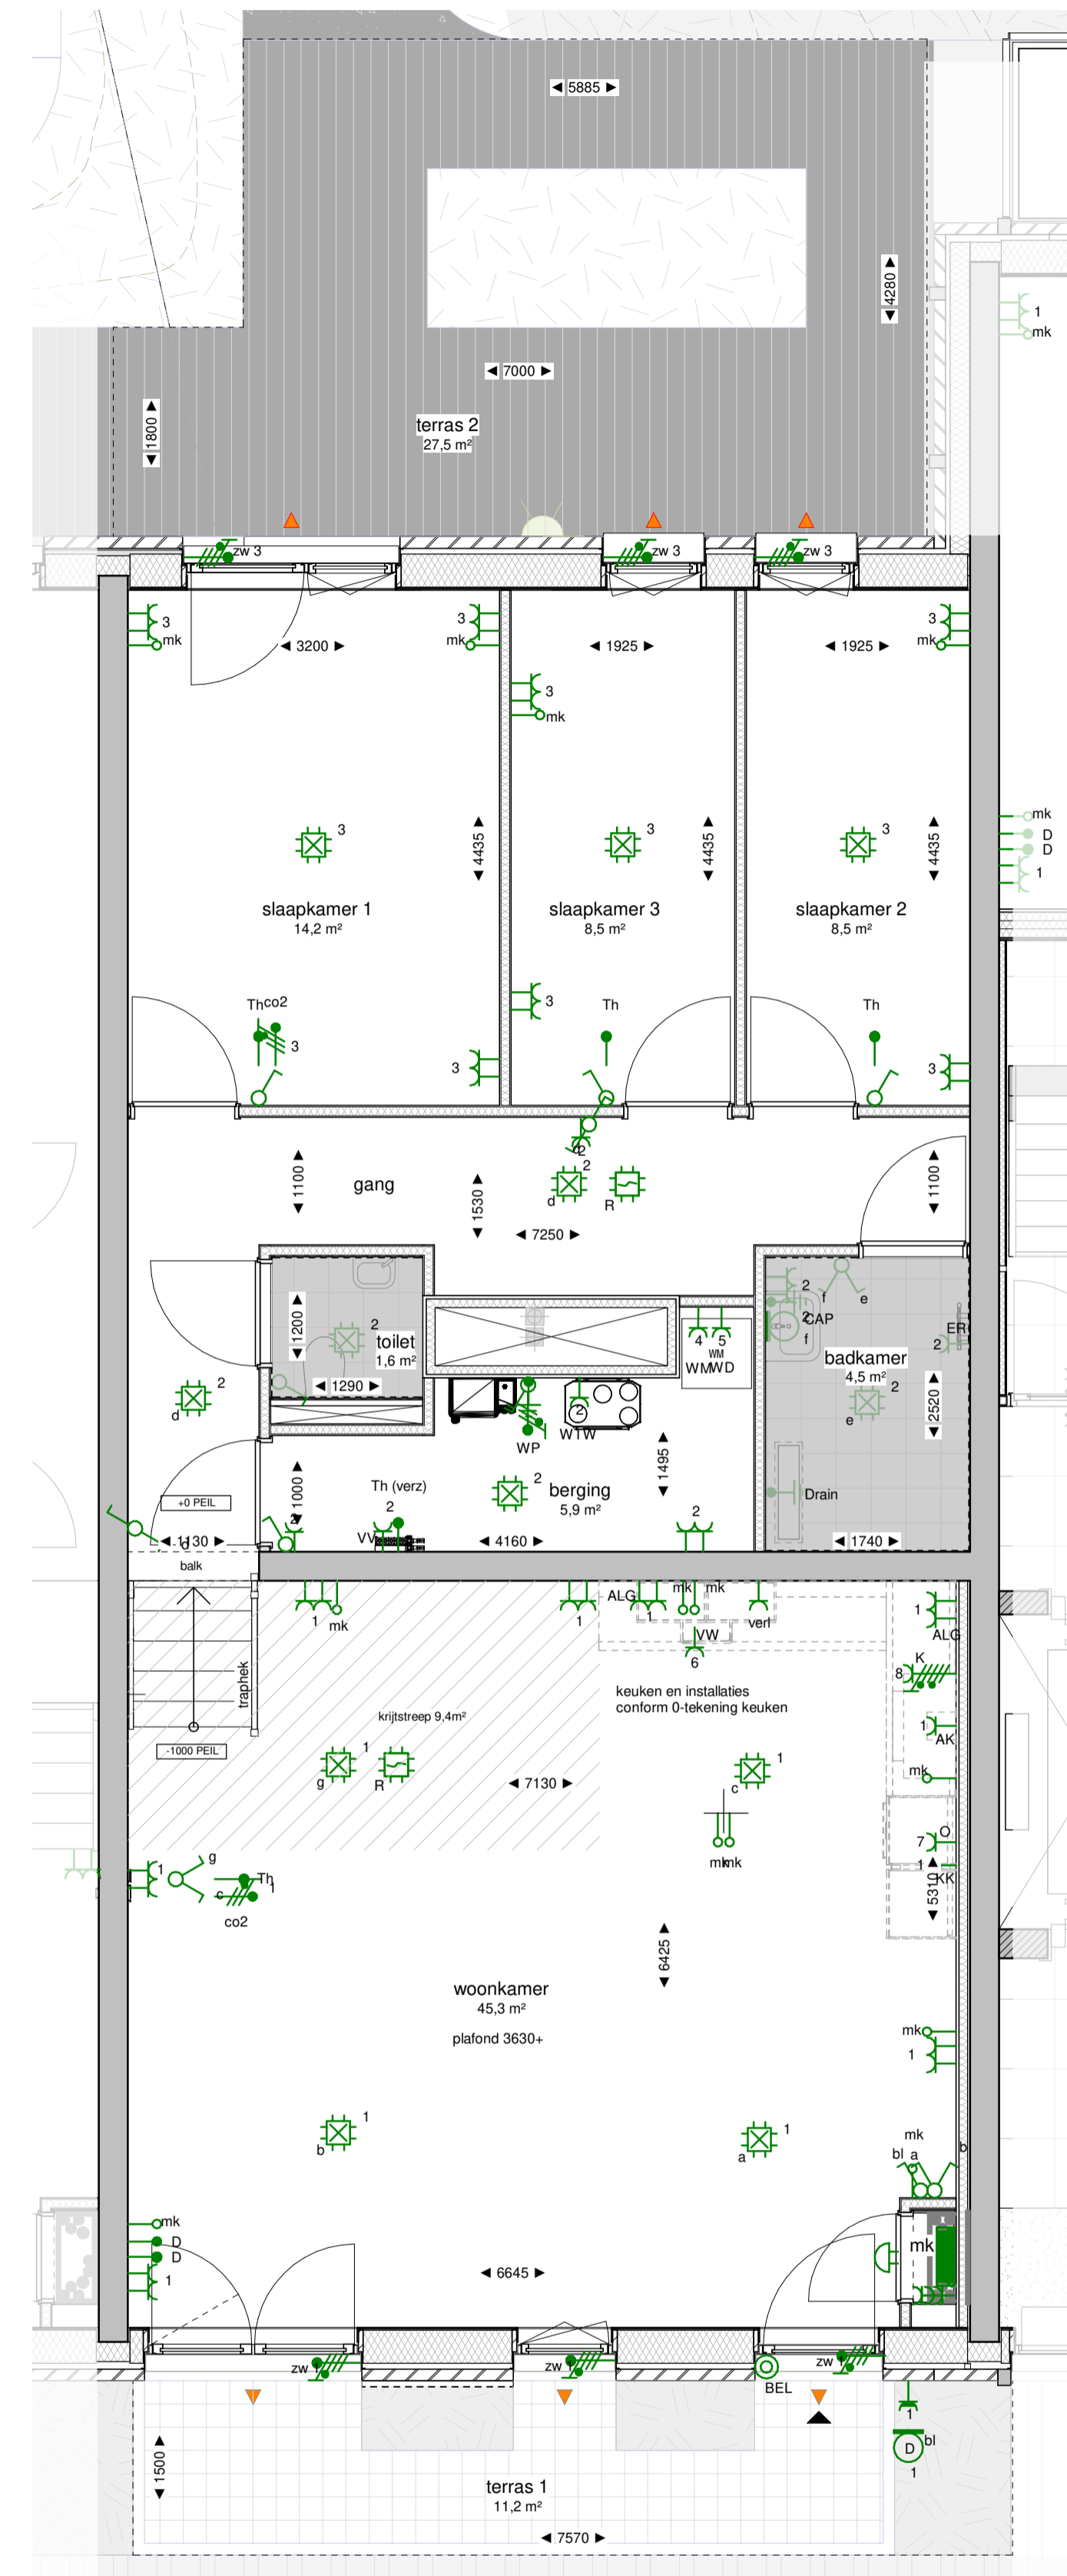 5885
4280
7000
1800
terras 2
27,5 m²
1
mk
zw 3
zw 3
zw 3
3
mk
3200
3
mk
1925
1925
3
mk
3
mk
3
3
3
4435
4435
4435
mk
D
D
1
slaapkamer 1
14,2 m²
slaapkamer 3
8,5 m²
slaapkamer 2
8,5 m²
Th
co2
3
3
Th
Th
3
3
1100
gang
1530
2
d
R
7250
1100
1200
2
toilet
1,6 m²
1290
4 5
WM
WM
WD
2
f
e
2
CAP
f
ER
2
badkamer
4,5 m²
2
e
2520
2
d
WP
2
WTW
1495
+0 PEIL
1000
Th (verz)
2
2
berging
5,9 m²
Drain
2
1130
d
VV
4160
2
1740
balk
1
mk
1
ALG
1
mk
mk
verl
VW
6
1
ALG
traphek
K
8
keuken en installaties
conform 0-tekening keuken
krijtstreep 9,4m²
1
AK
-1000 PEIL
1
g
R
7130
1
c
mk
mk
mk
O
7
1
KK
5310
1
g
c
Th
1
co2
6425
woonkamer
45,3 m²
plafond 3630+
mk
1
1
b
1
a
mk
bl
a
b
mk
D
D
1
6645
mk
zw 1
zw 1
zw 1
BEL
1
bl
D
1
1500
terras 1
11,2 m²
7570